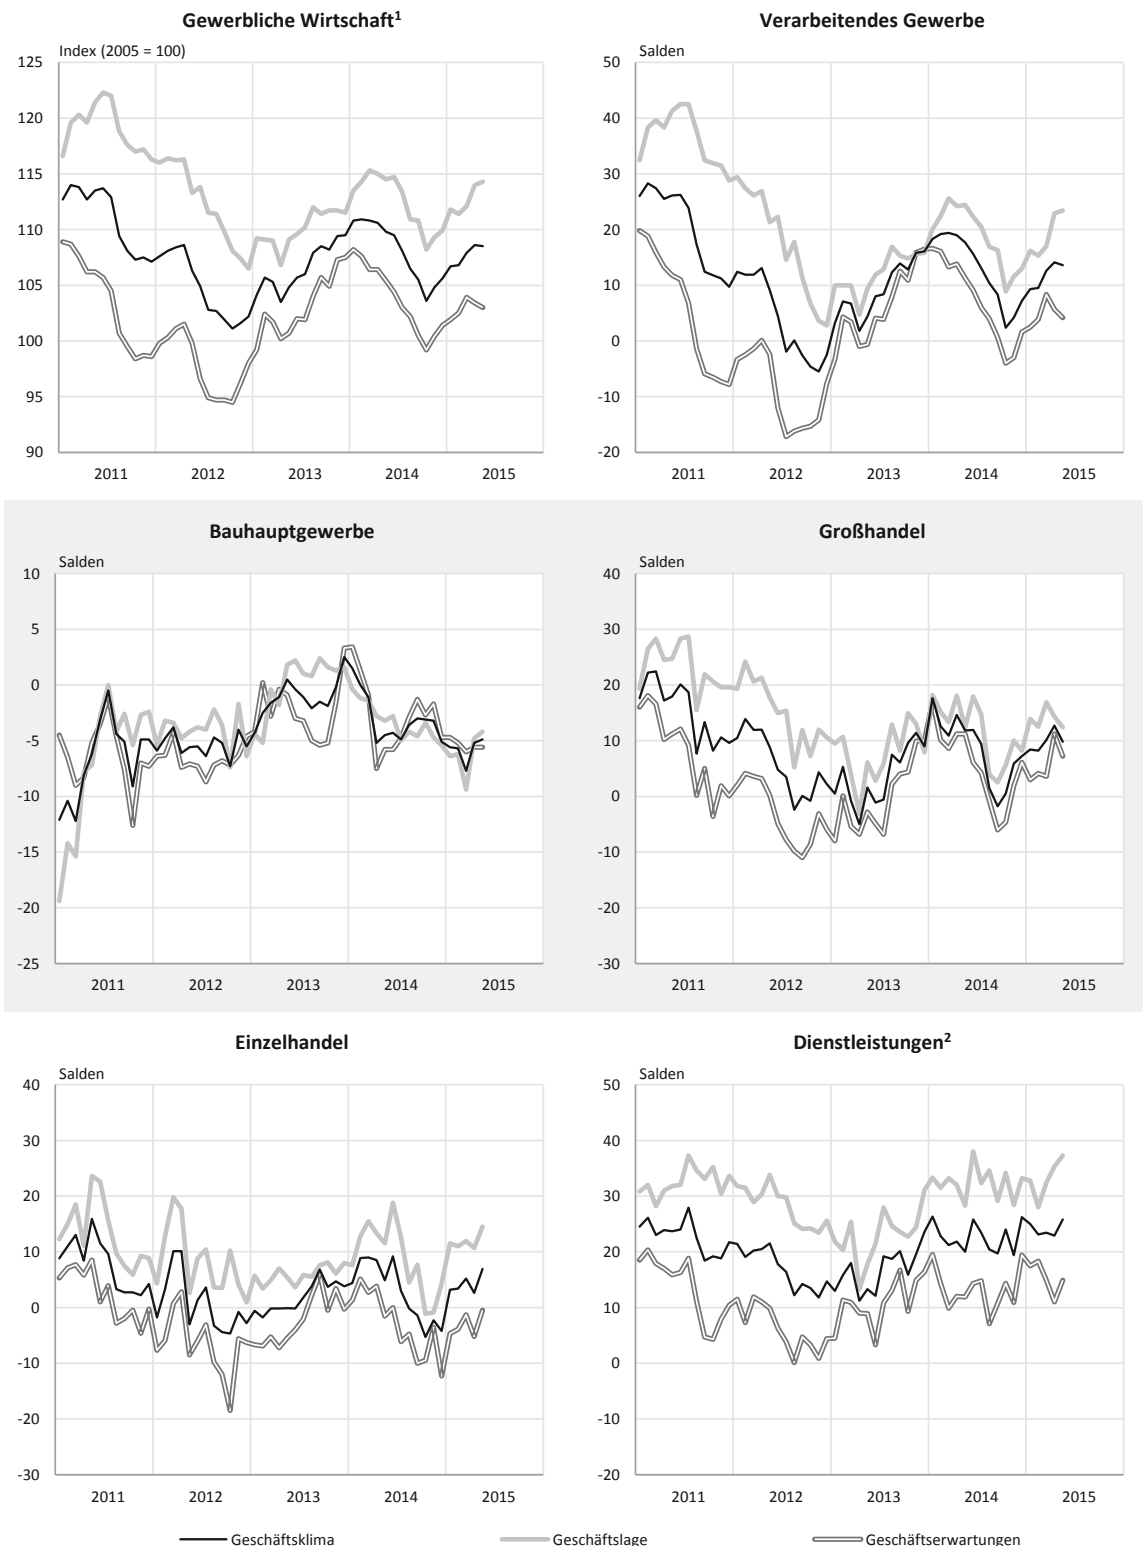 Gewerbliche Wirtschaft¹
Index (2005 = 100)
125
120
115
110
105
100
95
90
2011 2012 2013 2014 2015
Verarbeitendes Gewerbe
Salden
50
40
30
20
10
0
-10
-20
2011 2012 2013 2014 2015
Bauhauptgewerbe
Salden
10
5
0
-5
-10
-15
-20
-25
2011 2012 2013 2014 2015
Großhandel
Salden
40
30
20
10
0
-10
-20
-30
2011 2012 2013 2014 2015
Einzelhandel
Salden
40
30
20
10
0
-10
-20
-30
2011 2012 2013 2014 2015
Dienstleistungen²
Salden
50
40
30
20
10
0
-10
-20
2011 2012 2013 2014 2015
Geschäftsklima Geschäftslage Geschäftserwartungen